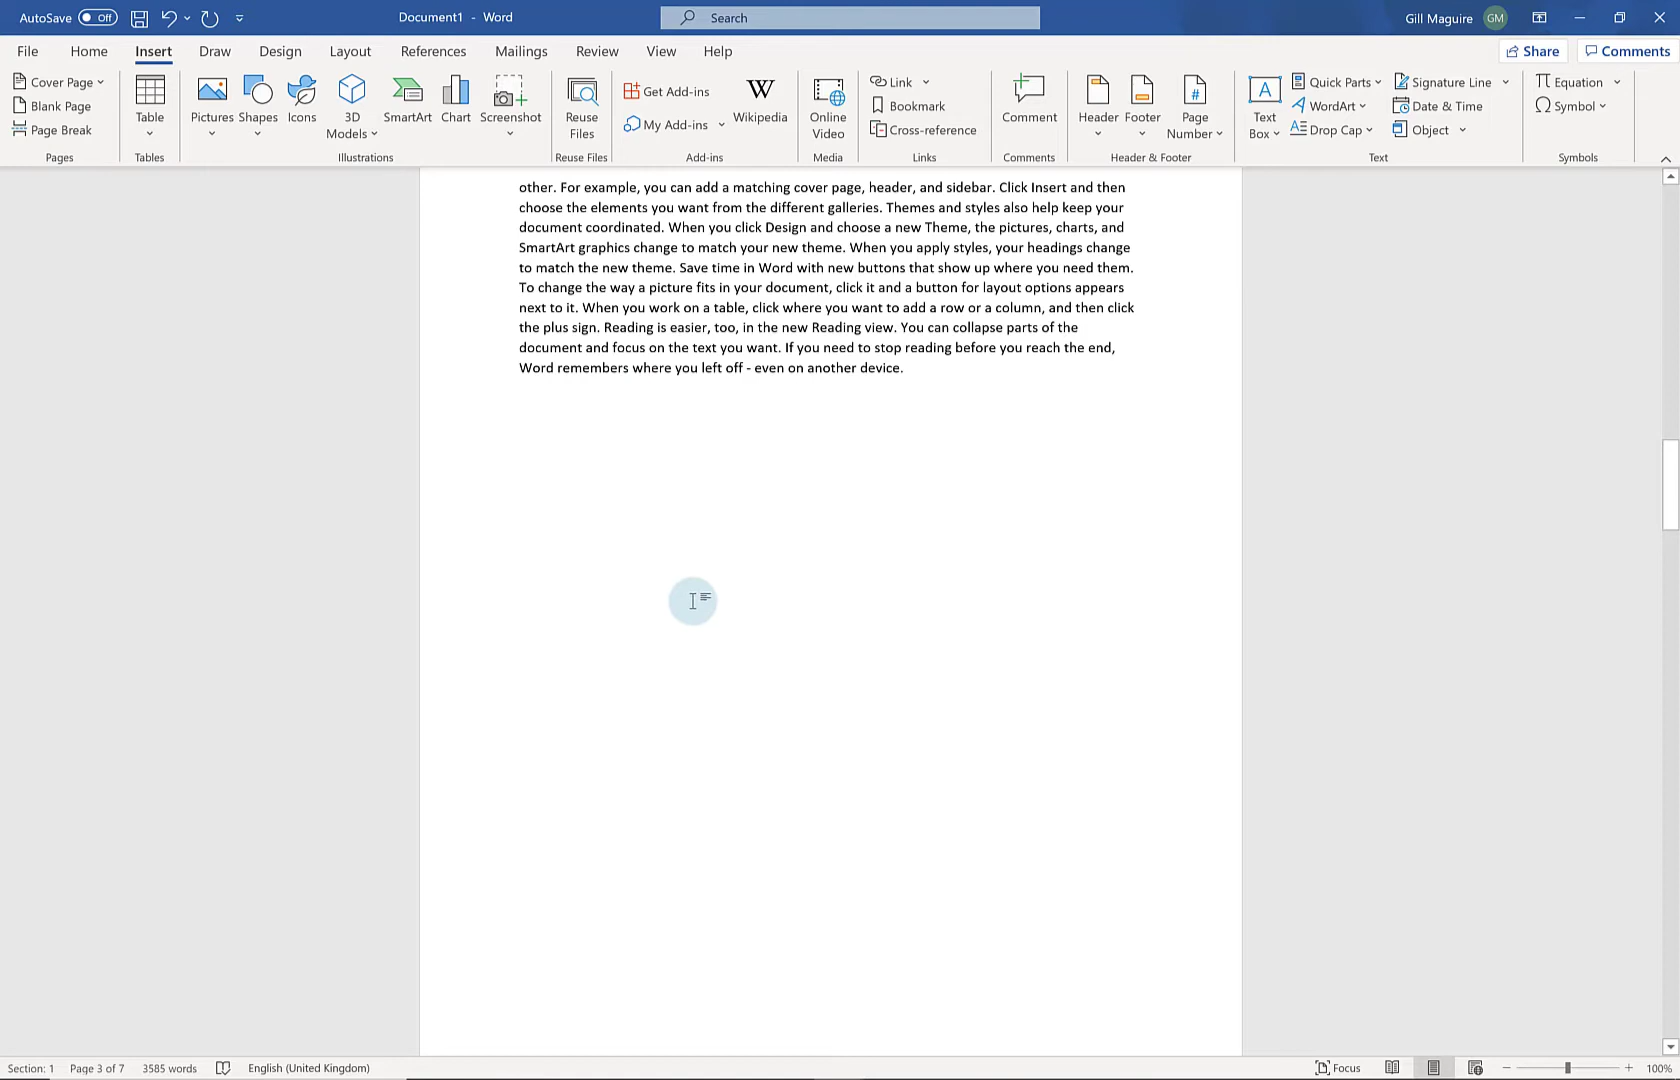 AutoSave Off Document1 - Word Search Gill Maguire GM
File Home Insert Draw Design Layout References Mailings Review View Help Share Comments
Cover Page
Blank Page
Page Break
Pages
Table
Tables
Pictures Shapes Icons 3D Models SmartArt Chart Screenshot
Illustrations
Reuse Files
Reuse Files
Get Add-ins
My Add-ins
W Wikipedia
Add-ins
Online Video
Media
Link
Bookmark
Cross-reference
Links
Comment
Comments
Header Footer Page Number
Header & Footer
Text Box
Quick Parts
WordArt
Drop Cap
Signature Line
Date & Time
Object
Text
Equation
Symbol
Symbols
other. For example, you can add a matching cover page, header, and sidebar. Click Insert and then
choose the elements you want from the different galleries. Themes and styles also help keep your
document coordinated. When you click Design and choose a new Theme, the pictures, charts, and
SmartArt graphics change to match your new theme. When you apply styles, your headings change
to match the new theme. Save time in Word with new buttons that show up where you need them.
To change the way a picture fits in your document, click it and a button for layout options appears
next to it. When you work on a table, click where you want to add a row or a column, and then click
the plus sign. Reading is easier, too, in the new Reading view. You can collapse parts of the
document and focus on the text you want. If you need to stop reading before you reach the end,
Word remembers where you left off - even on another device.
Section: 1 Page 3 of 7 3585 words English (United Kingdom) Focus 100%